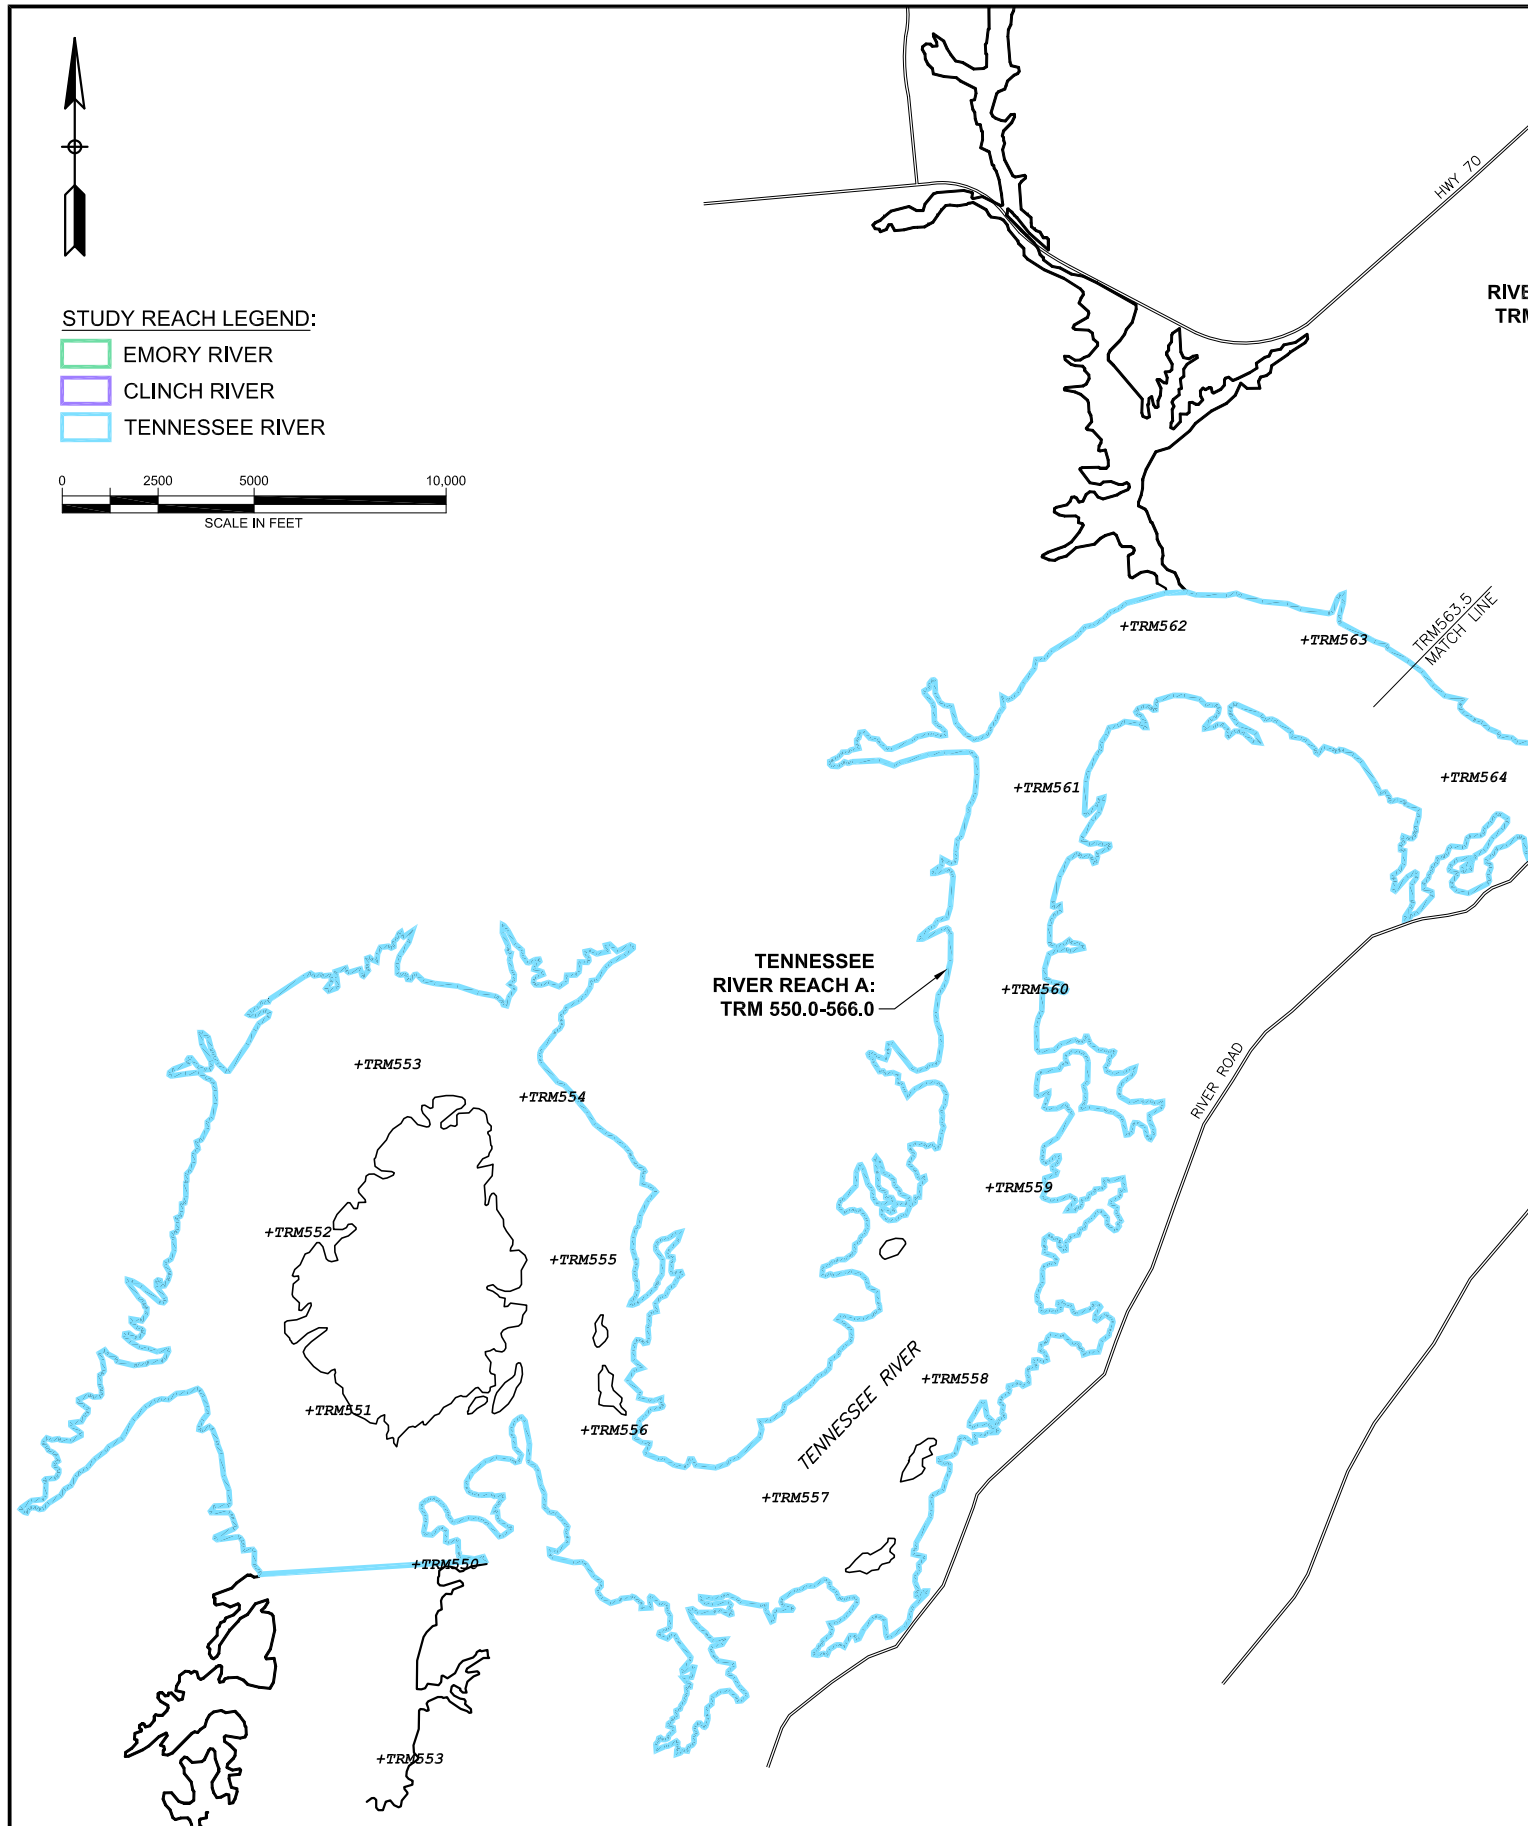 HWY 70
RIVE
TRM
STUDY REACH LEGEND:
EMORY RIVER
CLINCH RIVER
TENNESSEE RIVER
0 2500 5000 10,000
SCALE IN FEET
TRM563.5
MATCH LINE
+TRM562
+TRM563
+TRM564
+TRM561
TENNESSEE
RIVER REACH A:
TRM 550.0-566.0
+TRM560
RIVER ROAD
+TRM553
+TRM554
+TRM559
+TRM552
+TRM555
TENNESSEE RIVER
+TRM558
+TRM551
+TRM556
+TRM557
+TRM550
+TRM553